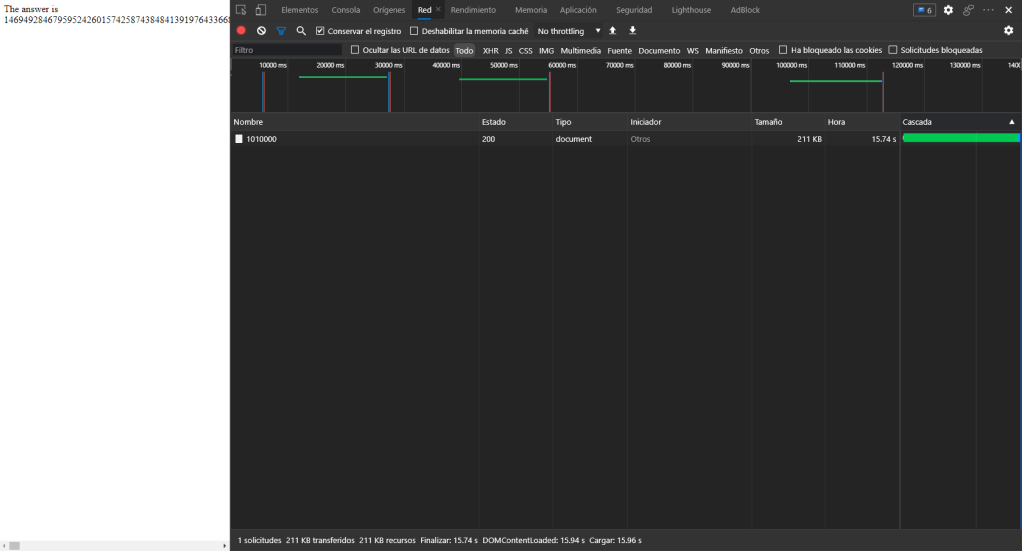 The answer is
Elementos Consola Orígenes Red × Rendimiento Memoria Aplicación Seguridad Lighthouse AdBlock 6
Conservar el registro Deshabilitar la memoria caché No throttling
Filtro Ocultar las URL de datos Todo XHR JS CSS IMG Multimedia Fuente Documento WS Manifiesto Otros Ha bloqueado las cookies Solicitudes bloqueadas
10000 ms 20000 ms 30000 ms 40000 ms 50000 ms 60000 ms 70000 ms 80000 ms 90000 ms 100000 ms 110000 ms 120000 ms 130000 ms
Nombre Estado Tipo Iniciador Tamaño Hora Cascada
1010000 200 document Otros 211 KB 15.74 s
1 solicitudes 211 KB transferidos 211 KB recursos Finalizar: 15.74 s DOMContentLoaded: 15.94 s Cargar: 15.96 s